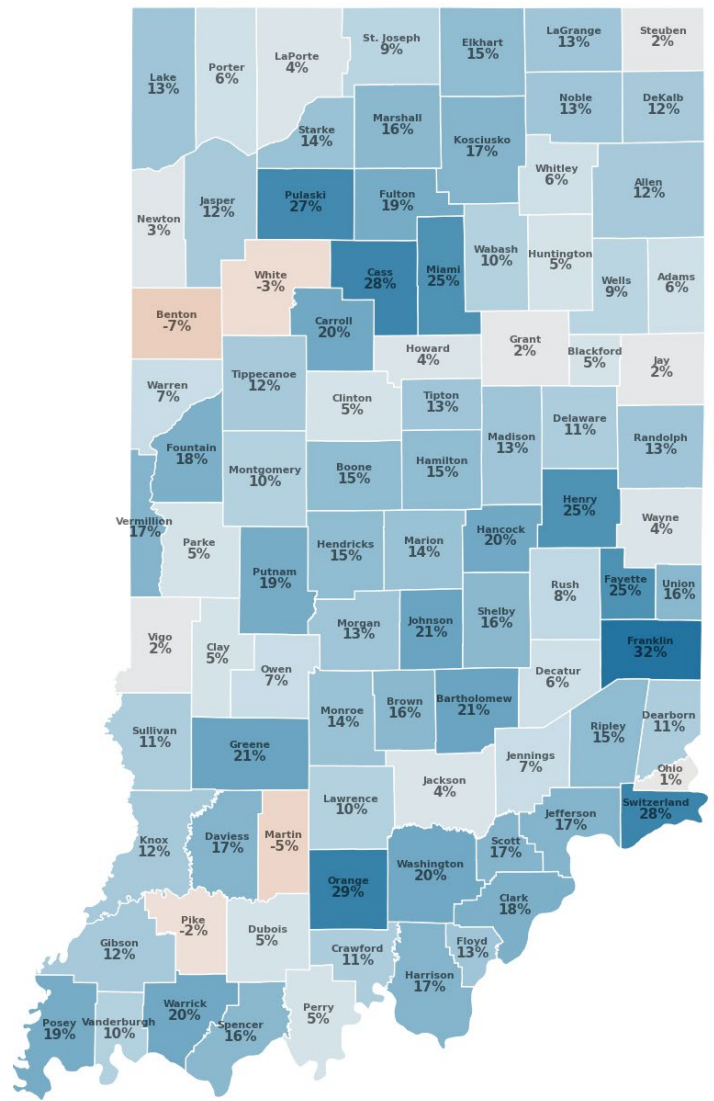 Lake
13%
Porter
6%
LaPorte
4%
St. Joseph
9%
Elkhart
15%
LaGrange
13%
Steuben
2%
Noble
13%
DeKalb
12%
Starke
14%
Marshall
16%
Kosciusko
17%
Whitley
6%
Allen
12%
Newton
3%
Jasper
12%
Pulaski
27%
Fulton
19%
White
-3%
Cass
28%
Miami
25%
Wabash
10%
Huntington
5%
Wells
9%
Adams
6%
Benton
-7%
Carroll
20%
Howard
4%
Grant
2%
Blackford
5%
Jay
2%
Warren
7%
Tippecanoe
12%
Clinton
5%
Tipton
13%
Madison
13%
Delaware
11%
Randolph
13%
Fountain
18%
Montgomery
10%
Boone
15%
Hamilton
15%
Henry
25%
Wayne
4%
Vermillion
17%
Parke
5%
Putnam
19%
Hendricks
15%
Marion
14%
Hancock
20%
Rush
8%
Fayette
25%
Union
16%
Vigo
2%
Clay
5%
Owen
7%
Morgan
13%
Johnson
21%
Shelby
16%
Decatur
6%
Franklin
32%
Sullivan
11%
Greene
21%
Monroe
14%
Brown
16%
Bartholomew
21%
Jennings
7%
Ripley
15%
Dearborn
11%
Ohio
1%
Switzerland
28%
Knox
12%
Daviess
17%
Martin
-5%
Lawrence
10%
Jackson
4%
Jefferson
17%
Scott
17%
Orange
29%
Washington
20%
Clark
18%
Gibson
12%
Pike
-2%
Dubois
5%
Crawford
11%
Floyd
13%
Harrison
17%
Posey
19%
Vanderburgh
10%
Warrick
20%
Spencer
16%
Perry
5%